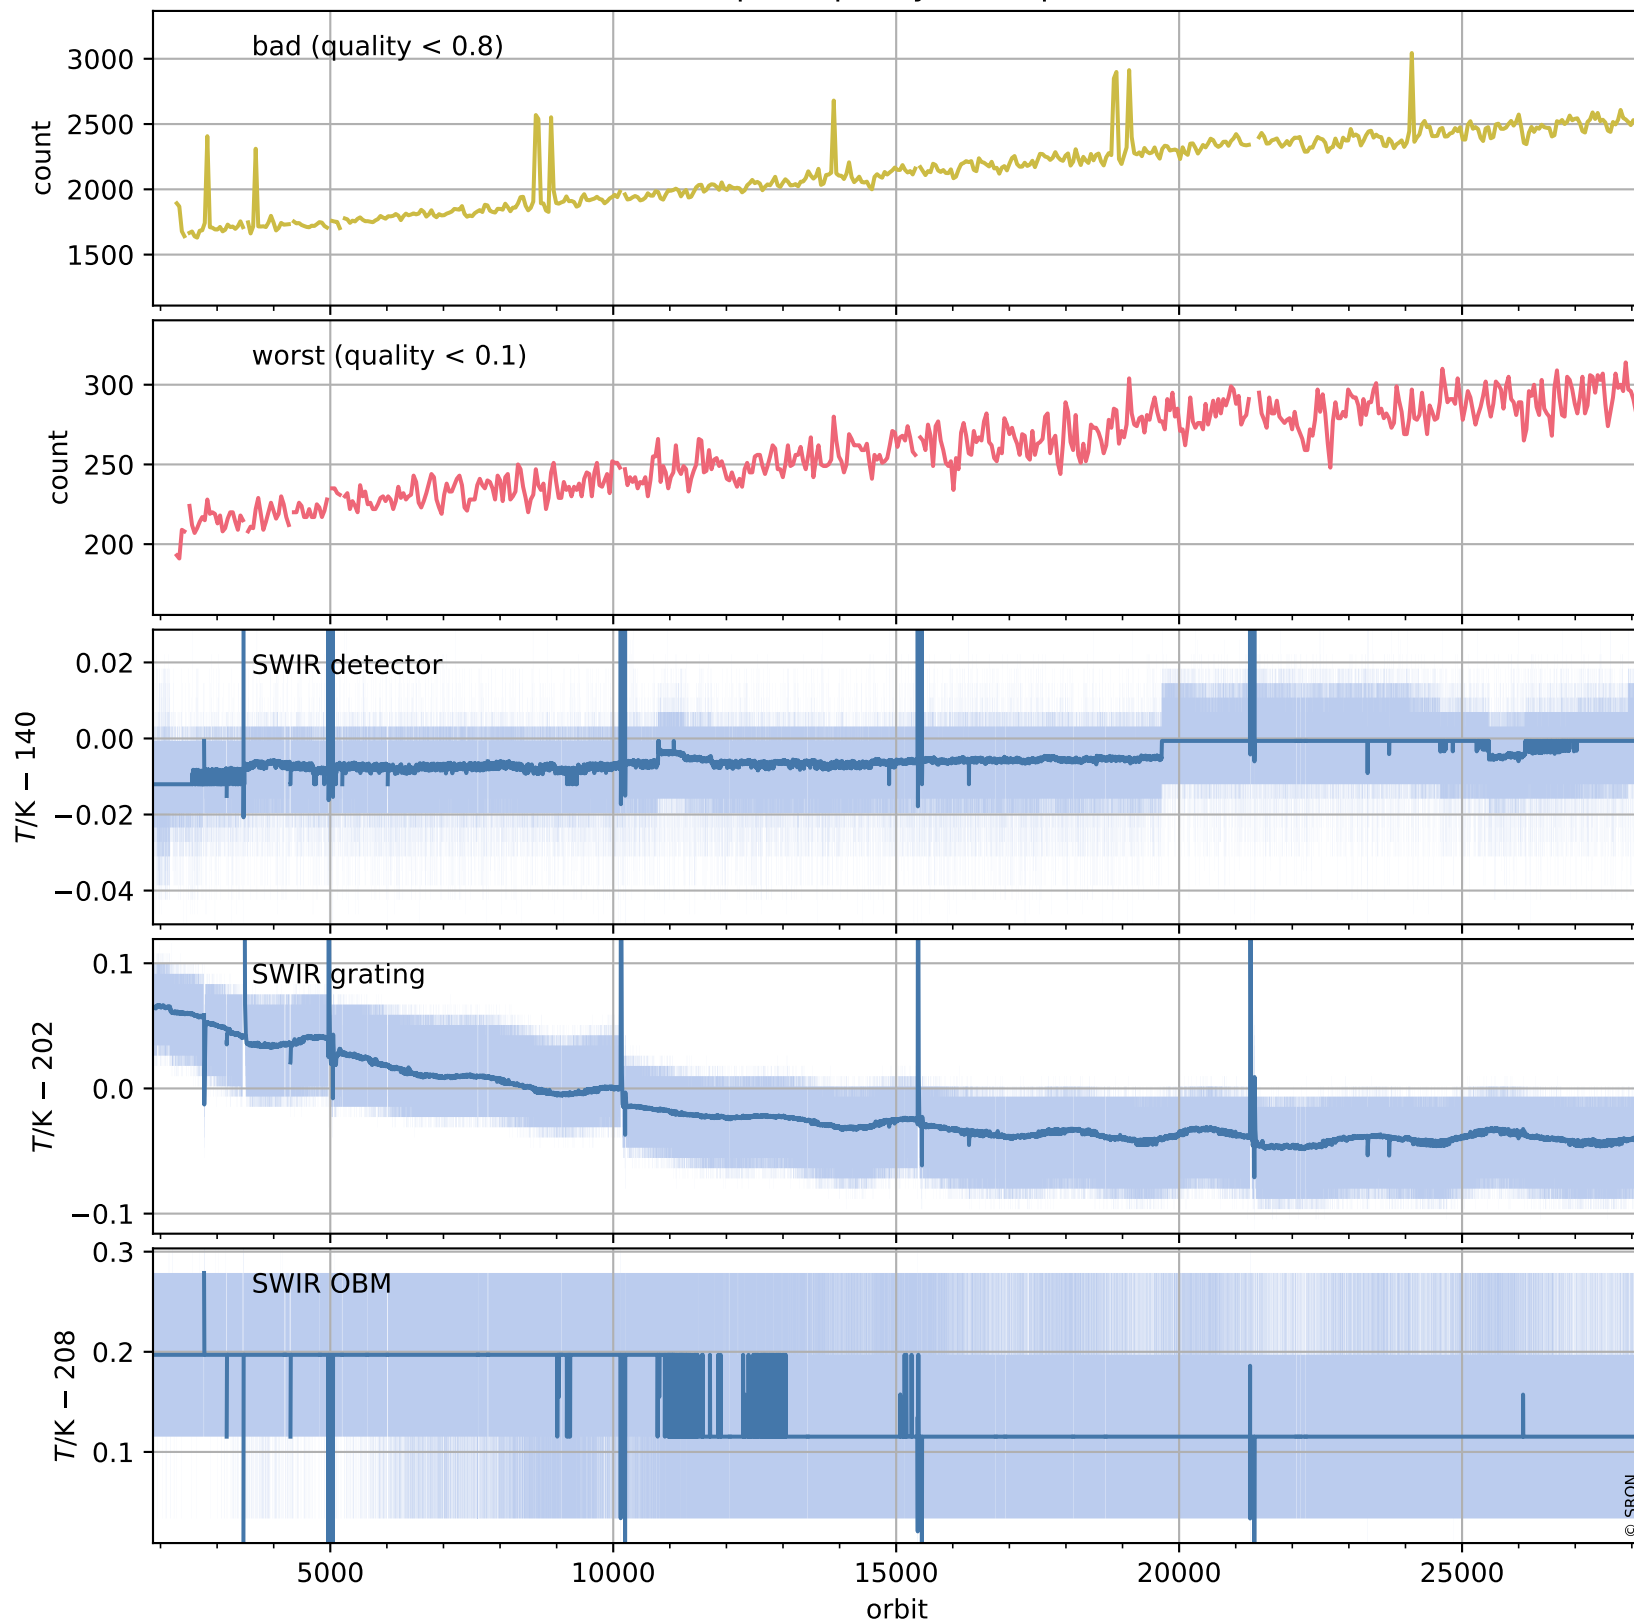 bad (quality < 0.8)
3000
2500
2000
1500
count
worst (quality < 0.1)
300
250
200
count
SWIR detector
0.02
0.00
−0.02
−0.04
T/K − 140
SWIR grating
0.1
0.0
−0.1
T/K − 202
SWIR OBM
0.3
0.2
0.1
T/K − 208
© SRON
5000 10000 15000 20000 25000
orbit